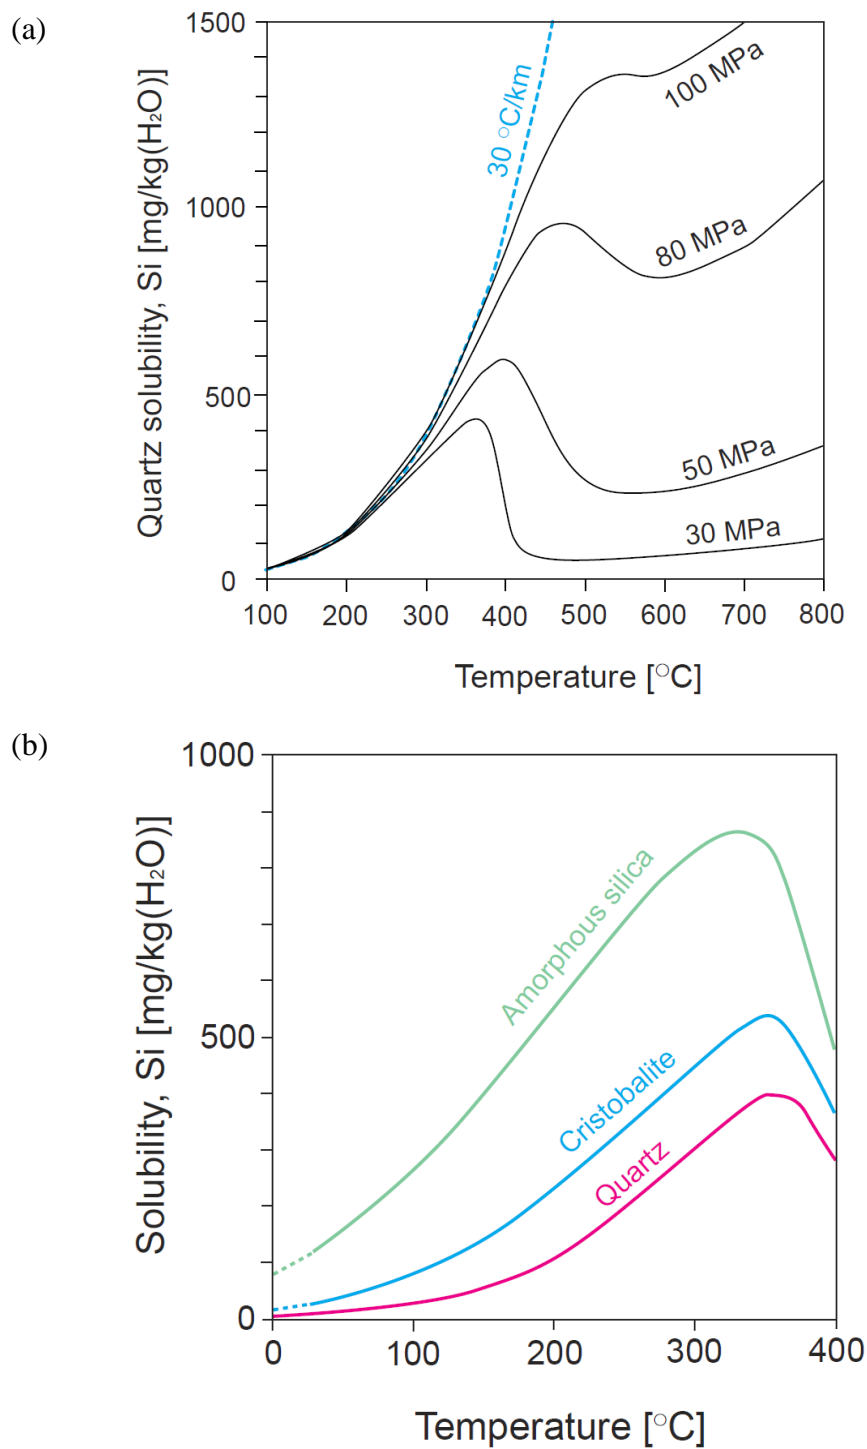 (a)
1500
1000
500
0
Quartz solubility, Si [mg/kg(H₂O)]
30 °C/km
100 MPa
80 MPa
50 MPa
30 MPa
100 200 300 400 500 600 700 800
Temperature [°C]
(b)
1000
500
0
Solubility, Si [mg/kg(H₂O)]
Amorphous silica
Cristobalite
Quartz
0 100 200 300 400
Temperature [°C]